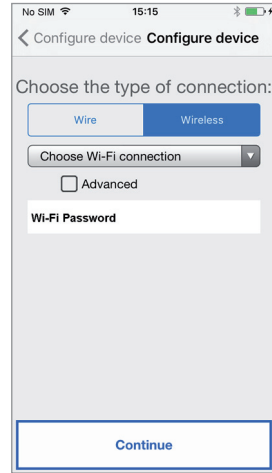 No SIM 15:15
Configure device Configure device
Choose the type of connection:
Wire Wireless
Choose Wi-Fi connection
Advanced
Wi-Fi Password
Continue